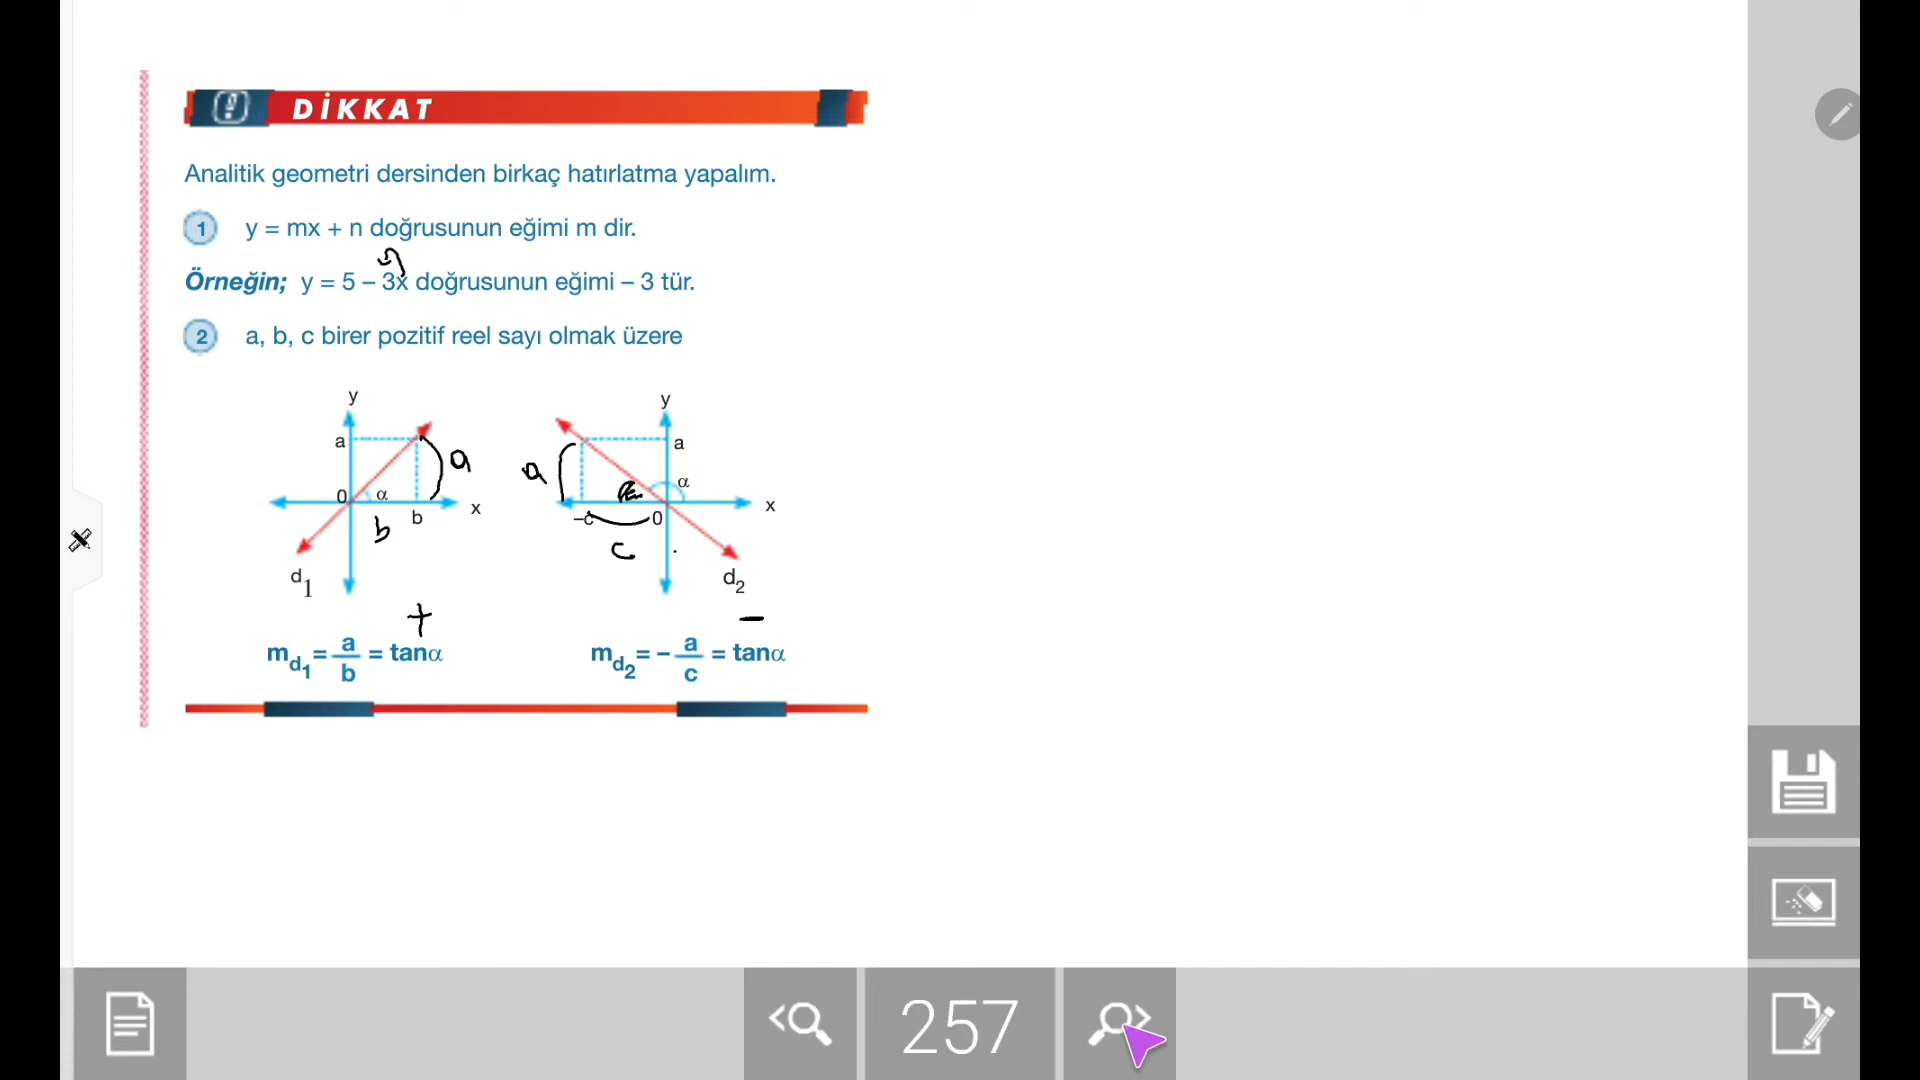 DİKKAT
Analitik geometri dersinden birkaç hatırlatma yapalım.
1 y = mx + n doğrusunun eğimi m dir.
Örneğin; y = 5 – 3x doğrusunun eğimi – 3 tür.
2 a, b, c birer pozitif reel sayı olmak üzere
y
a
a
0
α
b
x
b
d1
y
a
a
α
–c
0
x
c
d2
+
–
md1 = a/b = tanα
md2 = – a/c = tanα
257